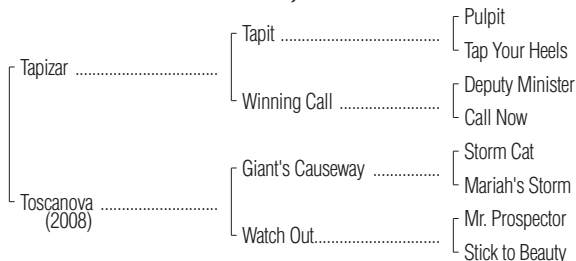 Pulpit
Tapit ........................................
Tap Your Heels
Tapizar ....................................
Deputy Minister
Winning Call .........................
Call Now
Storm Cat
Giant's Causeway .................
Mariah's Storm
Toscanova .............................
(2008)
Mr. Prospector
Watch Out................................
Stick to Beauty